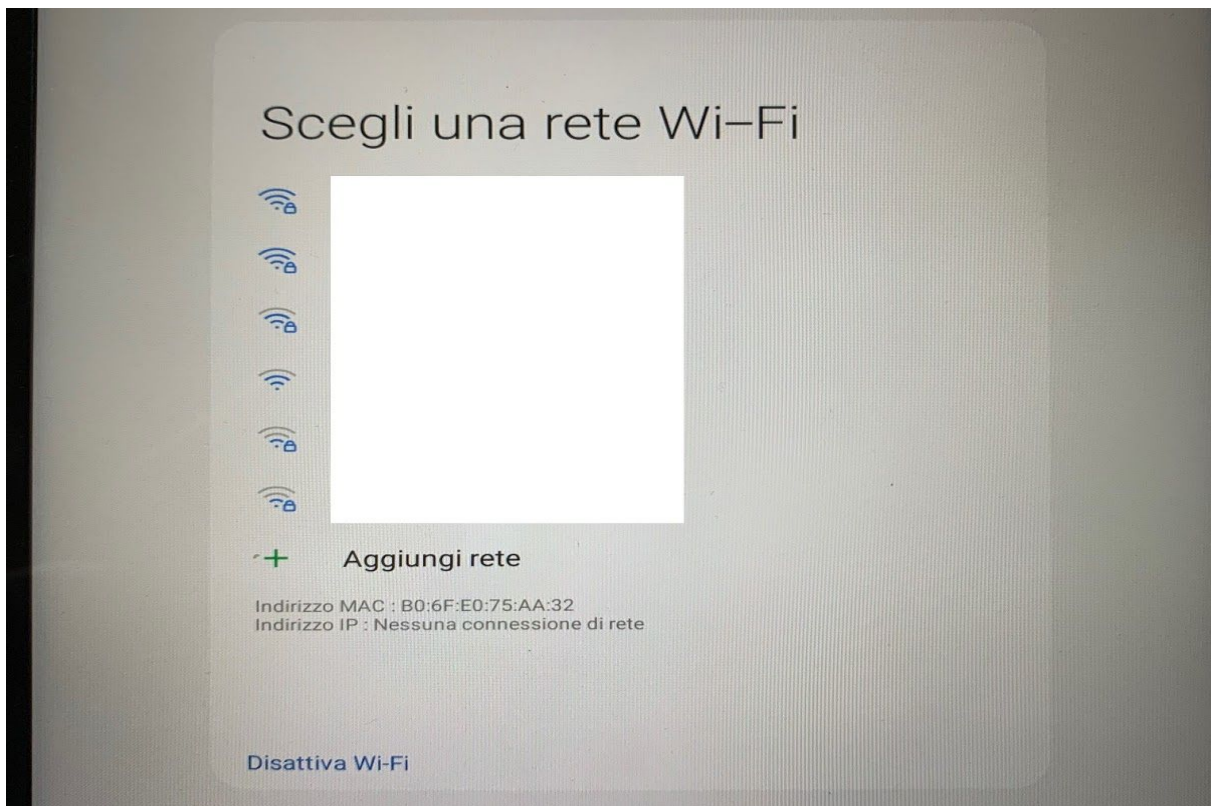 Scegli una rete Wi–Fi
Aggiungi rete
Indirizzo MAC : B0:6F:E0:75:AA:32
Indirizzo IP : Nessuna connessione di rete
Disattiva Wi-Fi